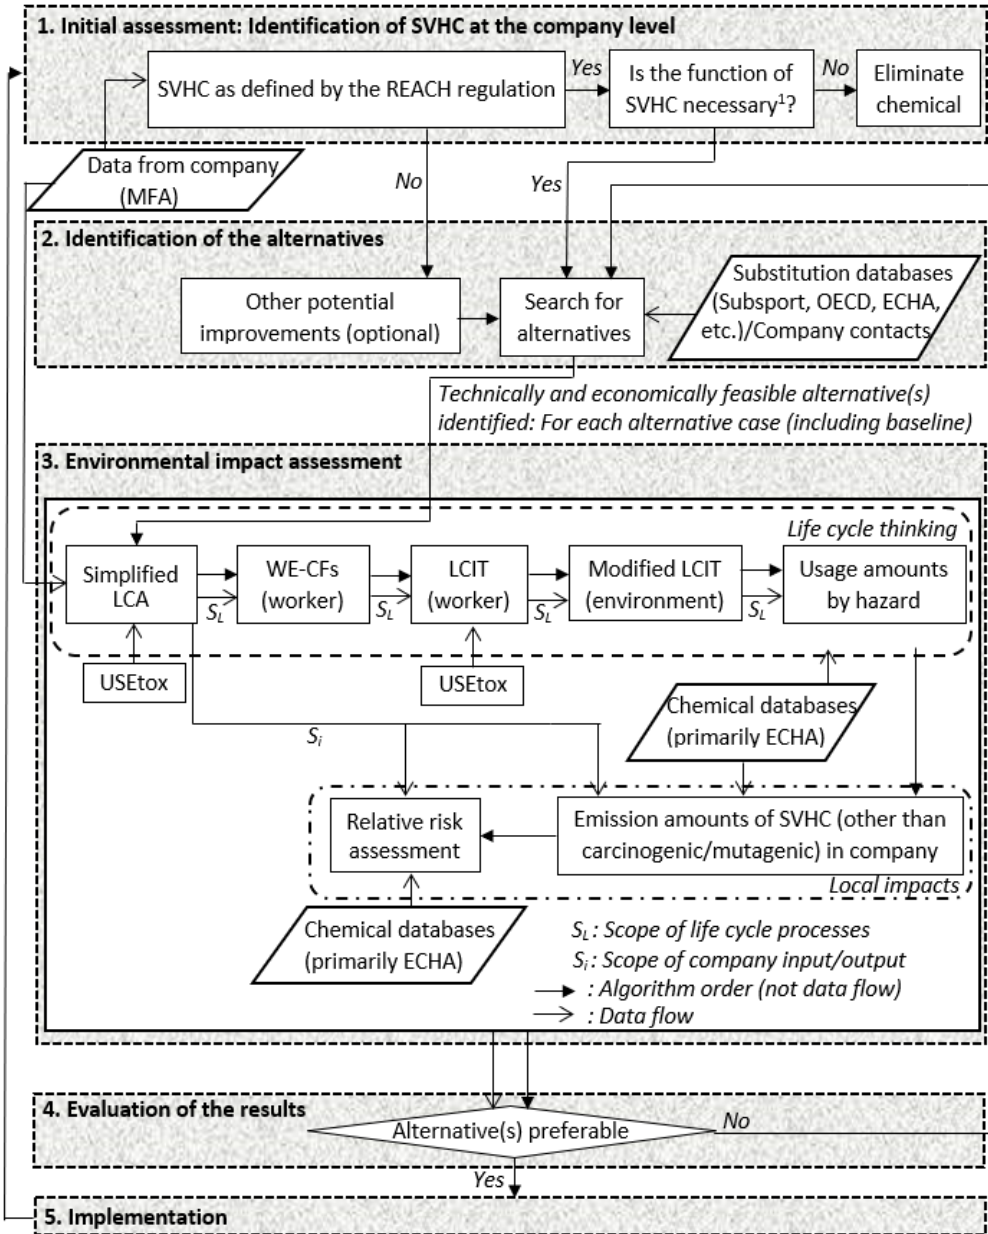 1. Initial assessment: Identification of SVHC at the company level
SVHC as defined by the REACH regulation
Yes
Is the function of
SVHC necessary¹?
No
Eliminate
chemical
Data from company
(MFA)
No
Yes
2. Identification of the alternatives
Other potential
improvements (optional)
Search for
alternatives
Substitution databases
(Subsport, OECD, ECHA,
etc.)/Company contacts
Technically and economically feasible alternative(s)
identified: For each alternative case (including baseline)
3. Environmental impact assessment
Life cycle thinking
Simplified
LCA
S_L
WE-CFs
(worker)
S_L
LCIT
(worker)
S_L
Modified LCIT
(environment)
S_L
Usage amounts
by hazard
USEtox
USEtox
Chemical databases
(primarily ECHA)
S_i
Relative risk
assessment
Emission amounts of SVHC (other than
carcinogenic/mutagenic) in company
Local impacts
Chemical databases
(primarily ECHA)
S_L : Scope of life cycle processes
S_i : Scope of company input/output
: Algorithm order (not data flow)
: Data flow
4. Evaluation of the results
Alternative(s) preferable
No
Yes
5. Implementation